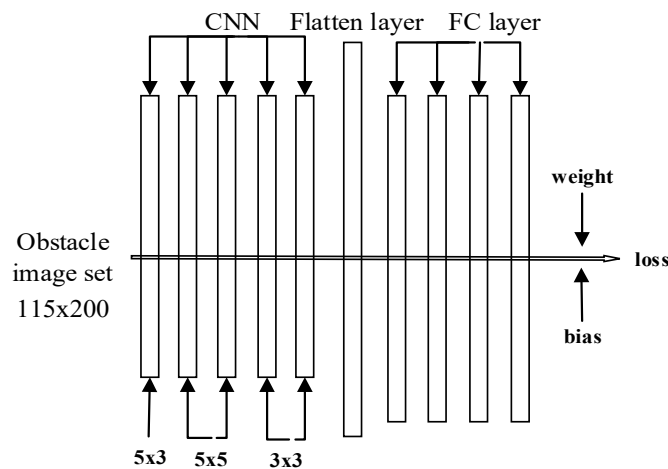 CNN Flatten layer FC layer
weight
Obstacle
image set
115x200
loss
bias
5x3 5x5 3x3